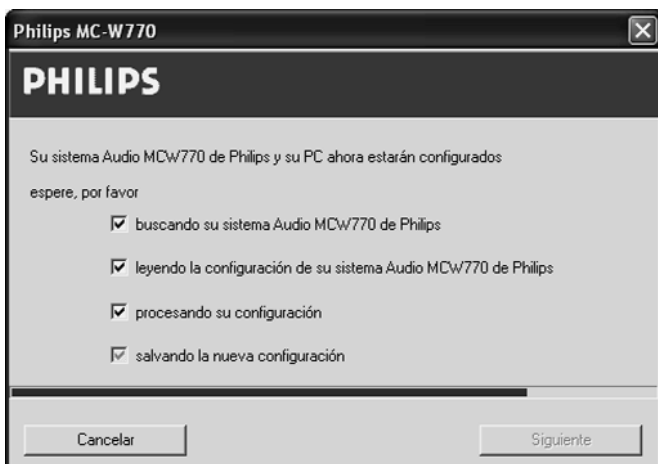 Philips MC-W770
PHILIPS
Su sistema Audio MCW770 de Philips y su PC ahora estarán configurados
espere, por favor
buscando su sistema Audio MCW770 de Philips
leyendo la configuración de su sistema Audio MCW770 de Philips
procesando su configuración
salvando la nueva configuración
Cancelar
Siguiente